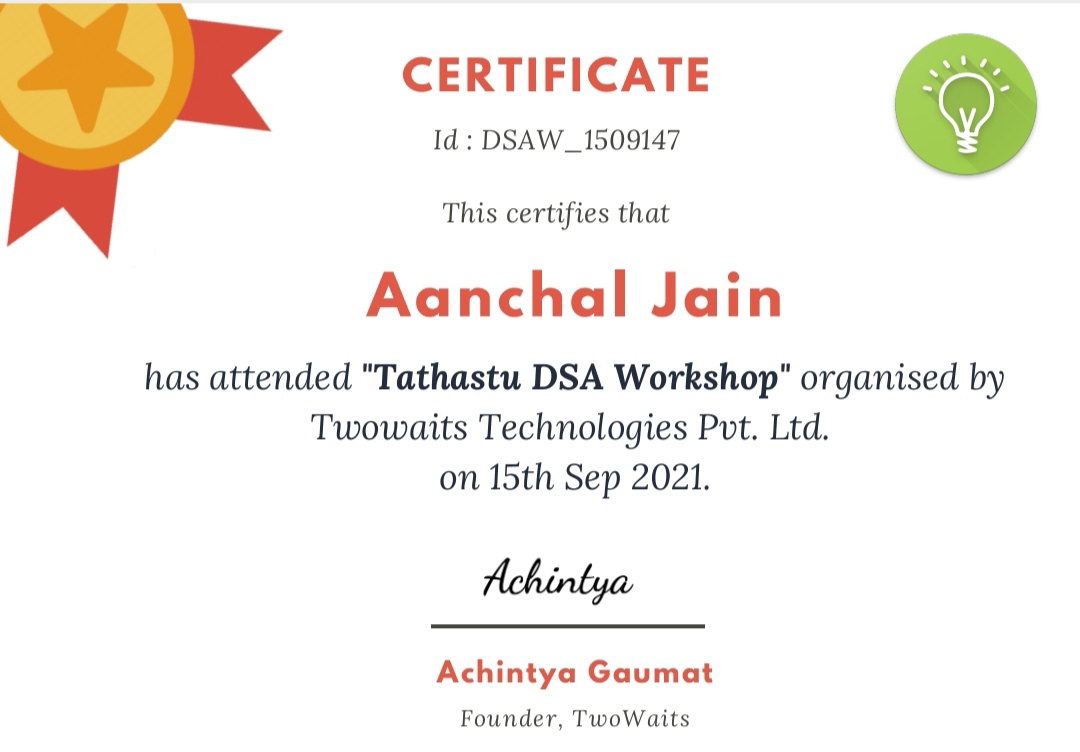 CERTIFICATE
Id : DSAW_1509147
This certifies that
Aanchal Jain
has attended "Tathastu DSA Workshop" organised by
Twowaits Technologies Pvt. Ltd.
on 15th Sep 2021.
Achintya
Achintya Gaumat
Founder, TwoWaits